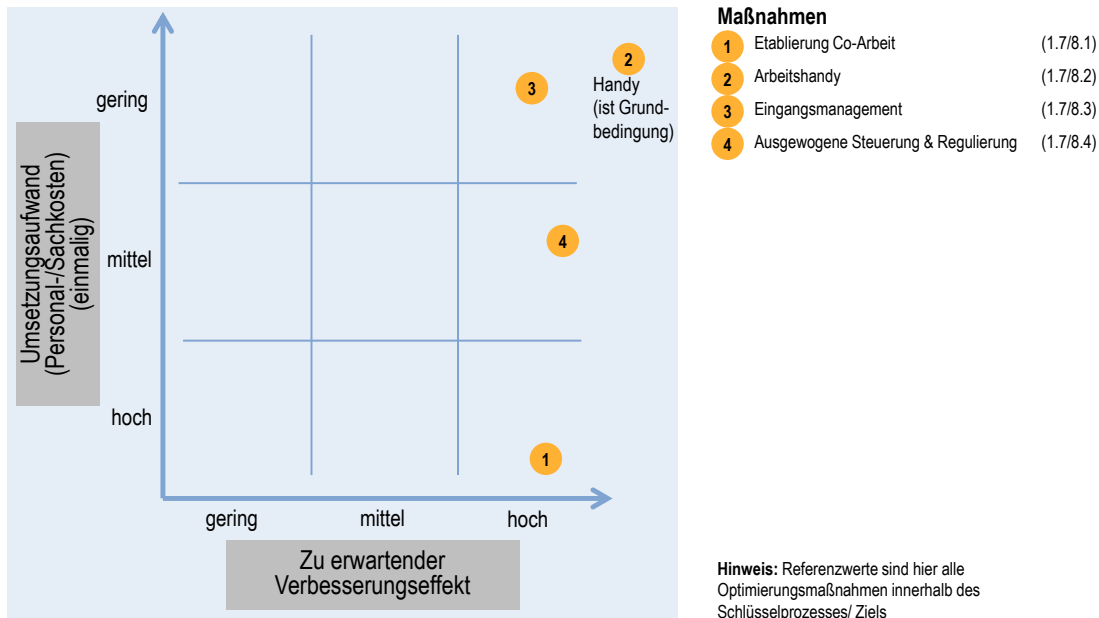 gering
mittel
hoch
Umsetzungsaufwand
(Personal-/Sachkosten)
(einmalig)
2
3
Handy
(ist Grund-
bedingung)
4
1
gering mittel hoch
Zu erwartender
Verbesserungseffekt
Maßnahmen
1 Etablierung Co-Arbeit (1.7/8.1)
2 Arbeitshandy (1.7/8.2)
3 Eingangsmanagement (1.7/8.3)
4 Ausgewogene Steuerung & Regulierung (1.7/8.4)
Hinweis: Referenzwerte sind hier alle
Optimierungsmaßnahmen innerhalb des
Schlüsselprozesses/ Ziels